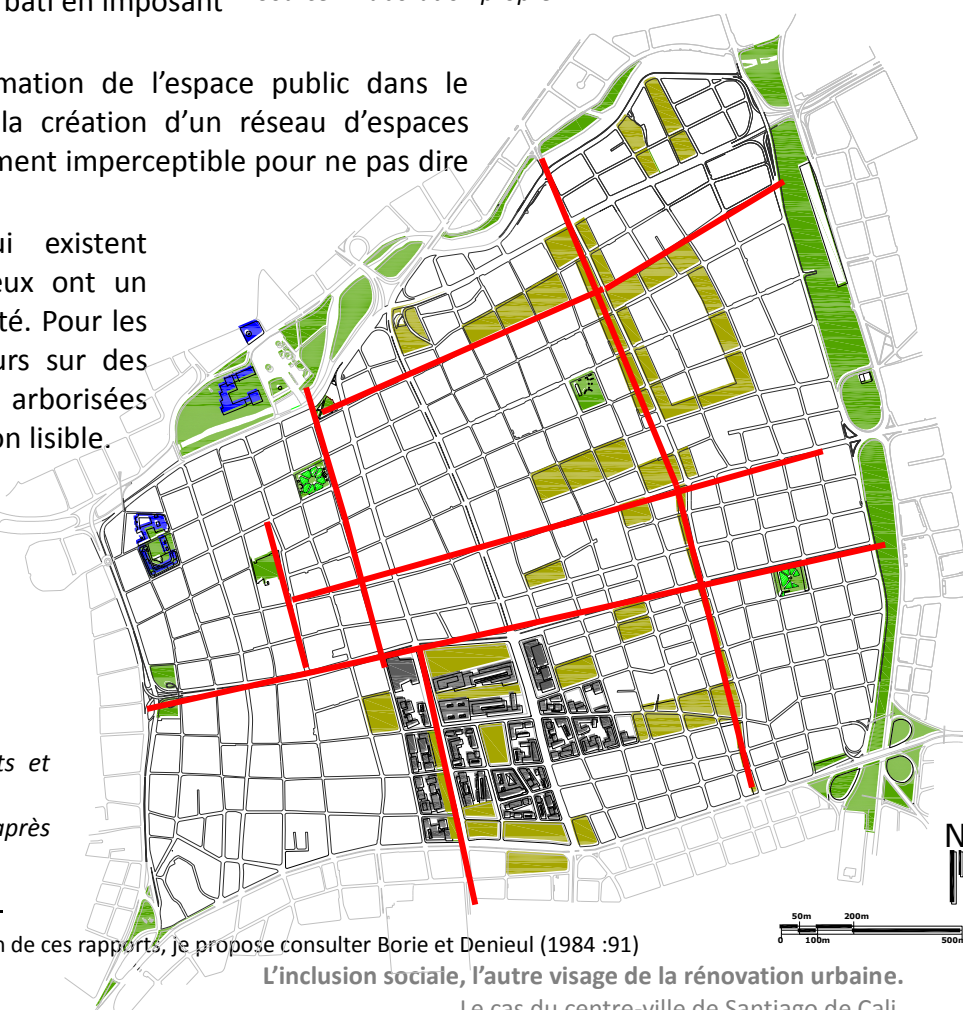 bâti en imposant
mation de l'espace public dans le
la création d'un réseau d'espaces
ment imperceptible pour ne pas dire
ui existent
eux ont un
té. Pour les
urs sur des
arborisées
on lisible.
ts et
après
N
50m 200m
0 100m 500m
n de ces rapports, je propose consulter Borie et Denieul (1984 :91)
L'inclusion sociale, l'autre visage de la rénovation urbaine.
Le cas du centre-ville de Santiago de Cali